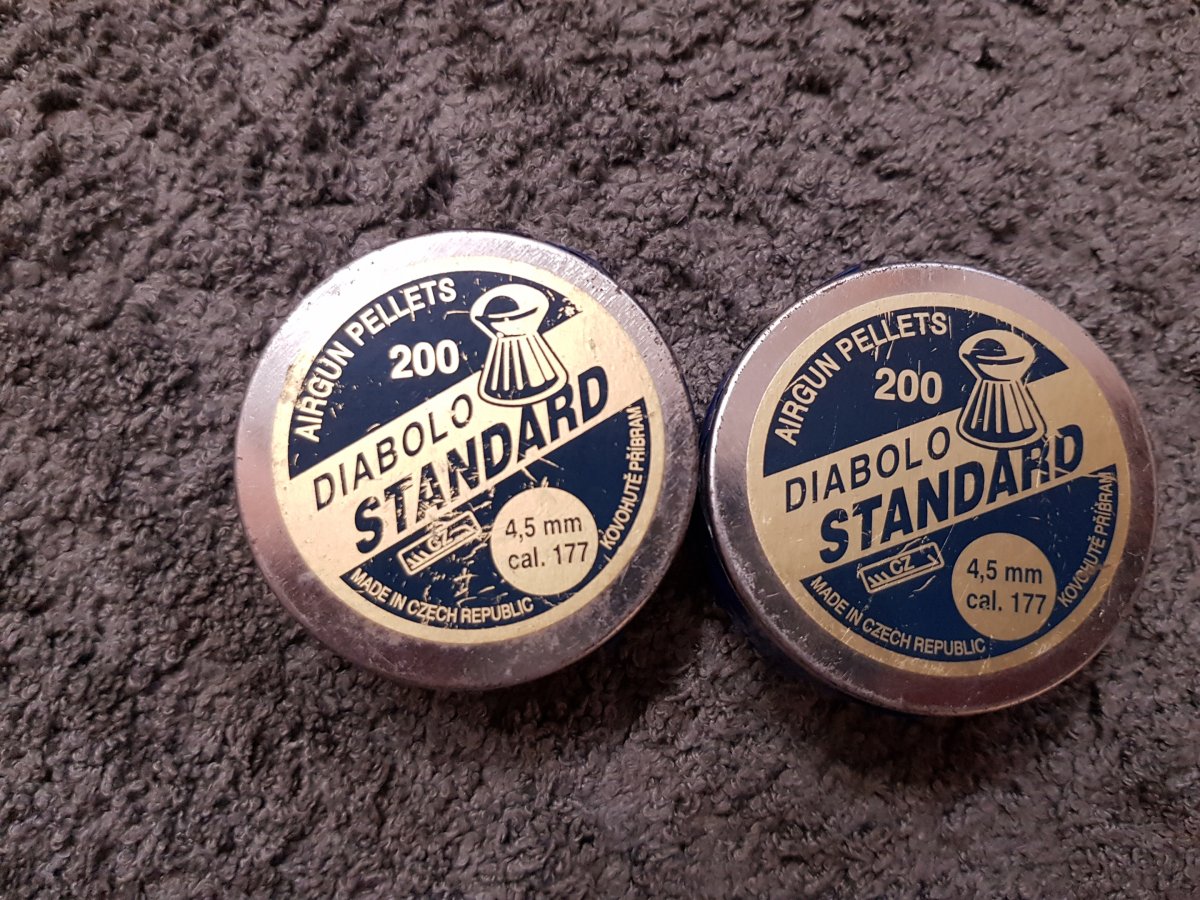 AIRGUN PELLETS
200
DIABOLO
STANDARD
CZ
4,5 mm
cal. 177
KOVOHUTĚ PŘÍBRAM
MADE IN CZECH REPUBLIC
AIRGUN PELLETS
200
DIABOLO
STANDARD
CZ
4,5 mm
cal. 177
KOVOHUTĚ PŘÍBRAM
MADE IN CZECH REPUBLIC